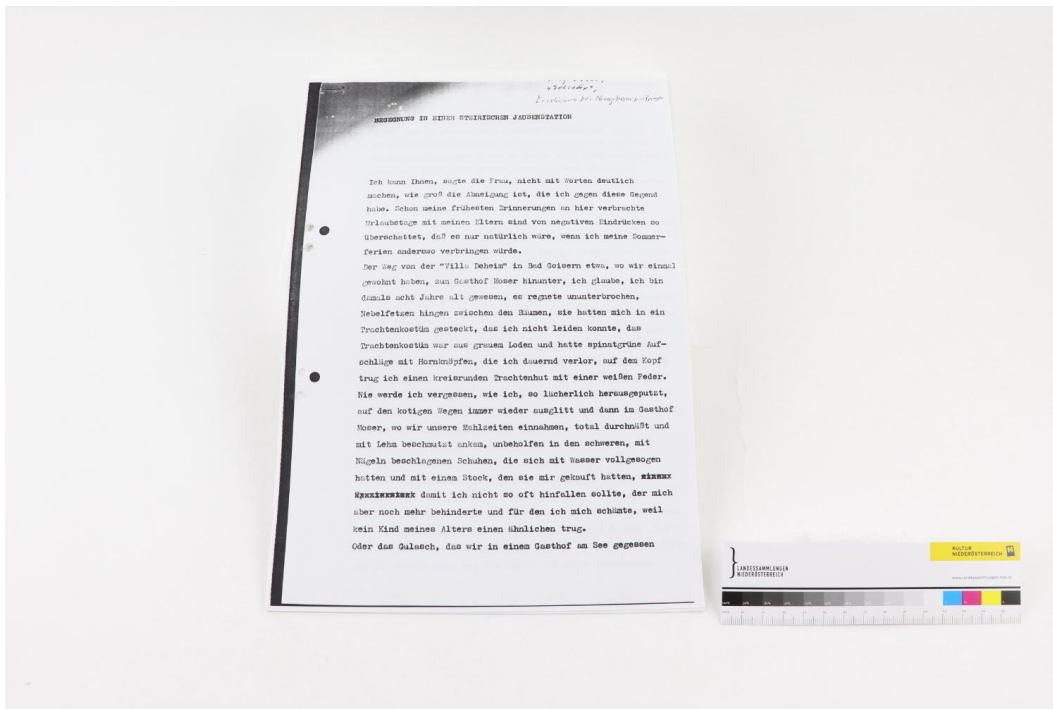 BEGEGNUNG IN EINEN STEIRISCHEN JAUSENSTATION
Ich kann Ihnen, sagte die Frau, nicht mit Worten deutlich
machen, wie groß die Abneigung ist, die ich gegen diese Gegend
habe. Schon meine frühesten Erinnerungen an hier verbrachte
Urlaubstage mit meinen Eltern sind von negativen Eindrücken so
überschattet, daß es nur natürlich wäre, wenn ich meine Sommer-
ferien anderswo verbringen würde.
Der Weg von der "Villa Daheim" in Bad Goisern etwa, wo wir einmal
gewohnt haben, zum Gasthof Moser hinunter, ich glaube, ich bin
damals acht Jahre alt gewesen, es regnete ununterbrochen,
Nebelfetzen hingen zwischen den Bäumen, sie hatten mich in ein
Trachtenkostüm gesteckt, das ich nicht leiden konnte, das
Trachtenkostüm war aus grauem Loden und hatte spinatgrüne Auf-
schläge mit Hornknöpfen, die ich dauernd verlor, auf dem Kopf
trug ich einen kreisrunden Trachtenhut mit einer weißen Feder.
Nie werde ich vergessen, wie ich, so lächerlich herausgeputzt,
auf den kotigen Wegen immer wieder ausglitt und dann im Gasthof
Moser, wo wir unsere Mahlzeiten einnahmen, total durchnäßt und
mit Lehm beschmutzt ankam, unbeholfen in den schweren, mit
Nägeln beschlagenen Schuhen, die sich mit Wasser vollgesogen
hatten und mit einem Stock, den sie mir gekauft hatten,
damit ich nicht so oft hinfallen sollte, der mich
aber noch mehr behinderte und für den ich mich schämte, weil
kein Kind meines Alters einen ähnlichen trug.
Oder das Gulasch, das wir in einem Gasthof am See gegessen
LANDESSAMMLUNGEN
NIEDERÖSTERREICH
KULTUR
NIEDERÖSTERREICH